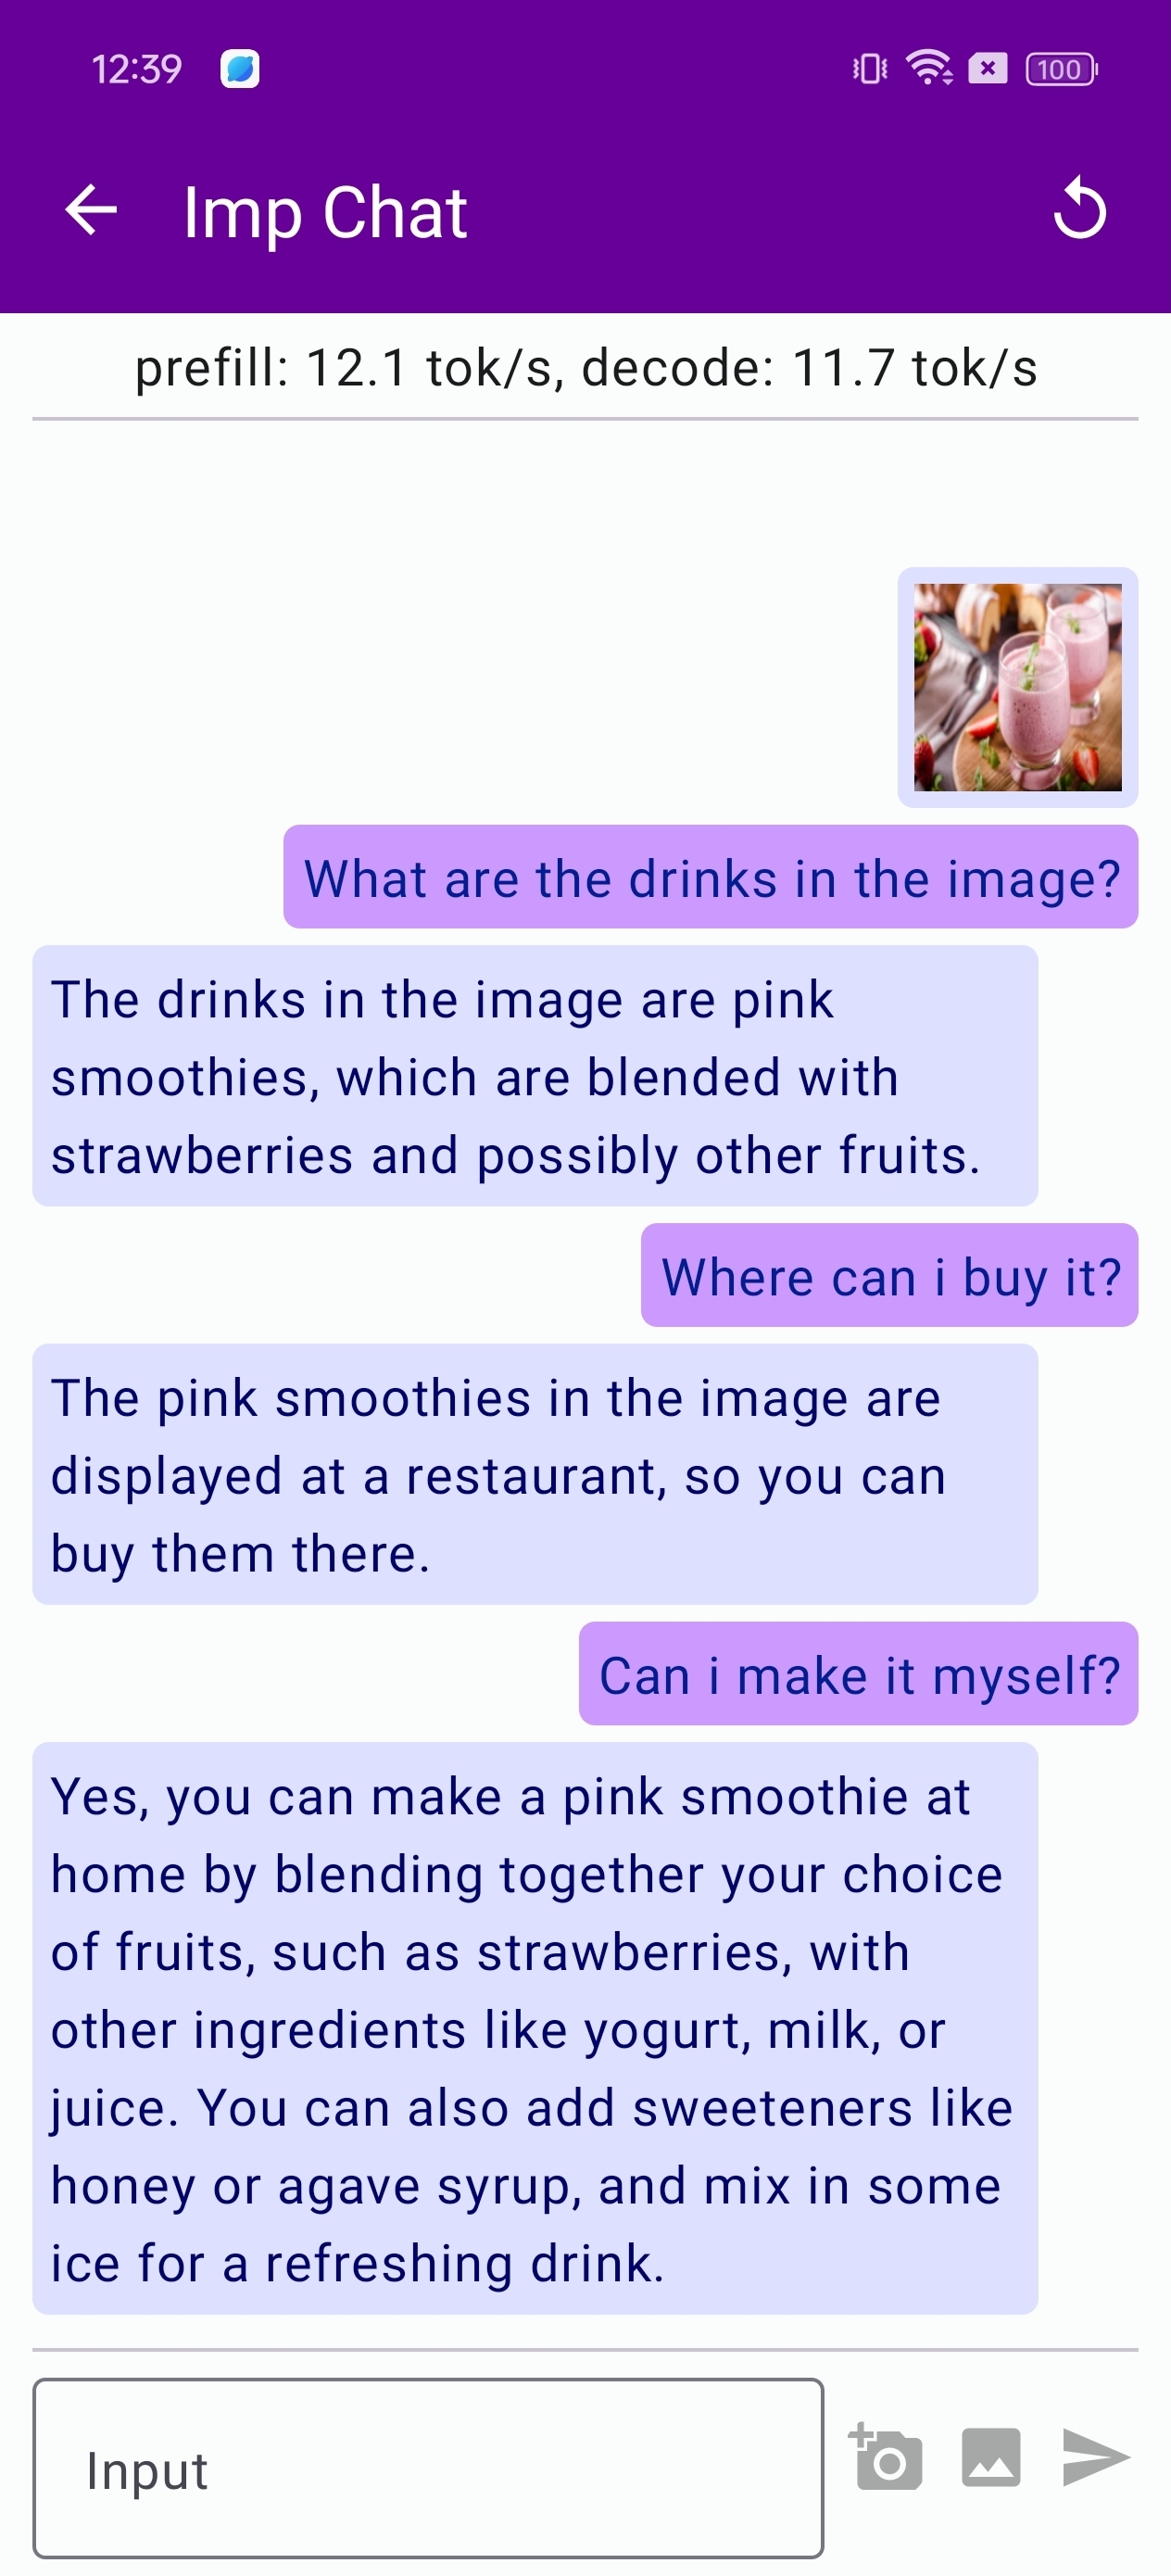 12:39
100
Imp Chat
prefill: 12.1 tok/s, decode: 11.7 tok/s
What are the drinks in the image?
The drinks in the image are pink
smoothies, which are blended with
strawberries and possibly other fruits.
Where can i buy it?
The pink smoothies in the image are
displayed at a restaurant, so you can
buy them there.
Can i make it myself?
Yes, you can make a pink smoothie at
home by blending together your choice
of fruits, such as strawberries, with
other ingredients like yogurt, milk, or
juice. You can also add sweeteners like
honey or agave syrup, and mix in some
ice for a refreshing drink.
Input